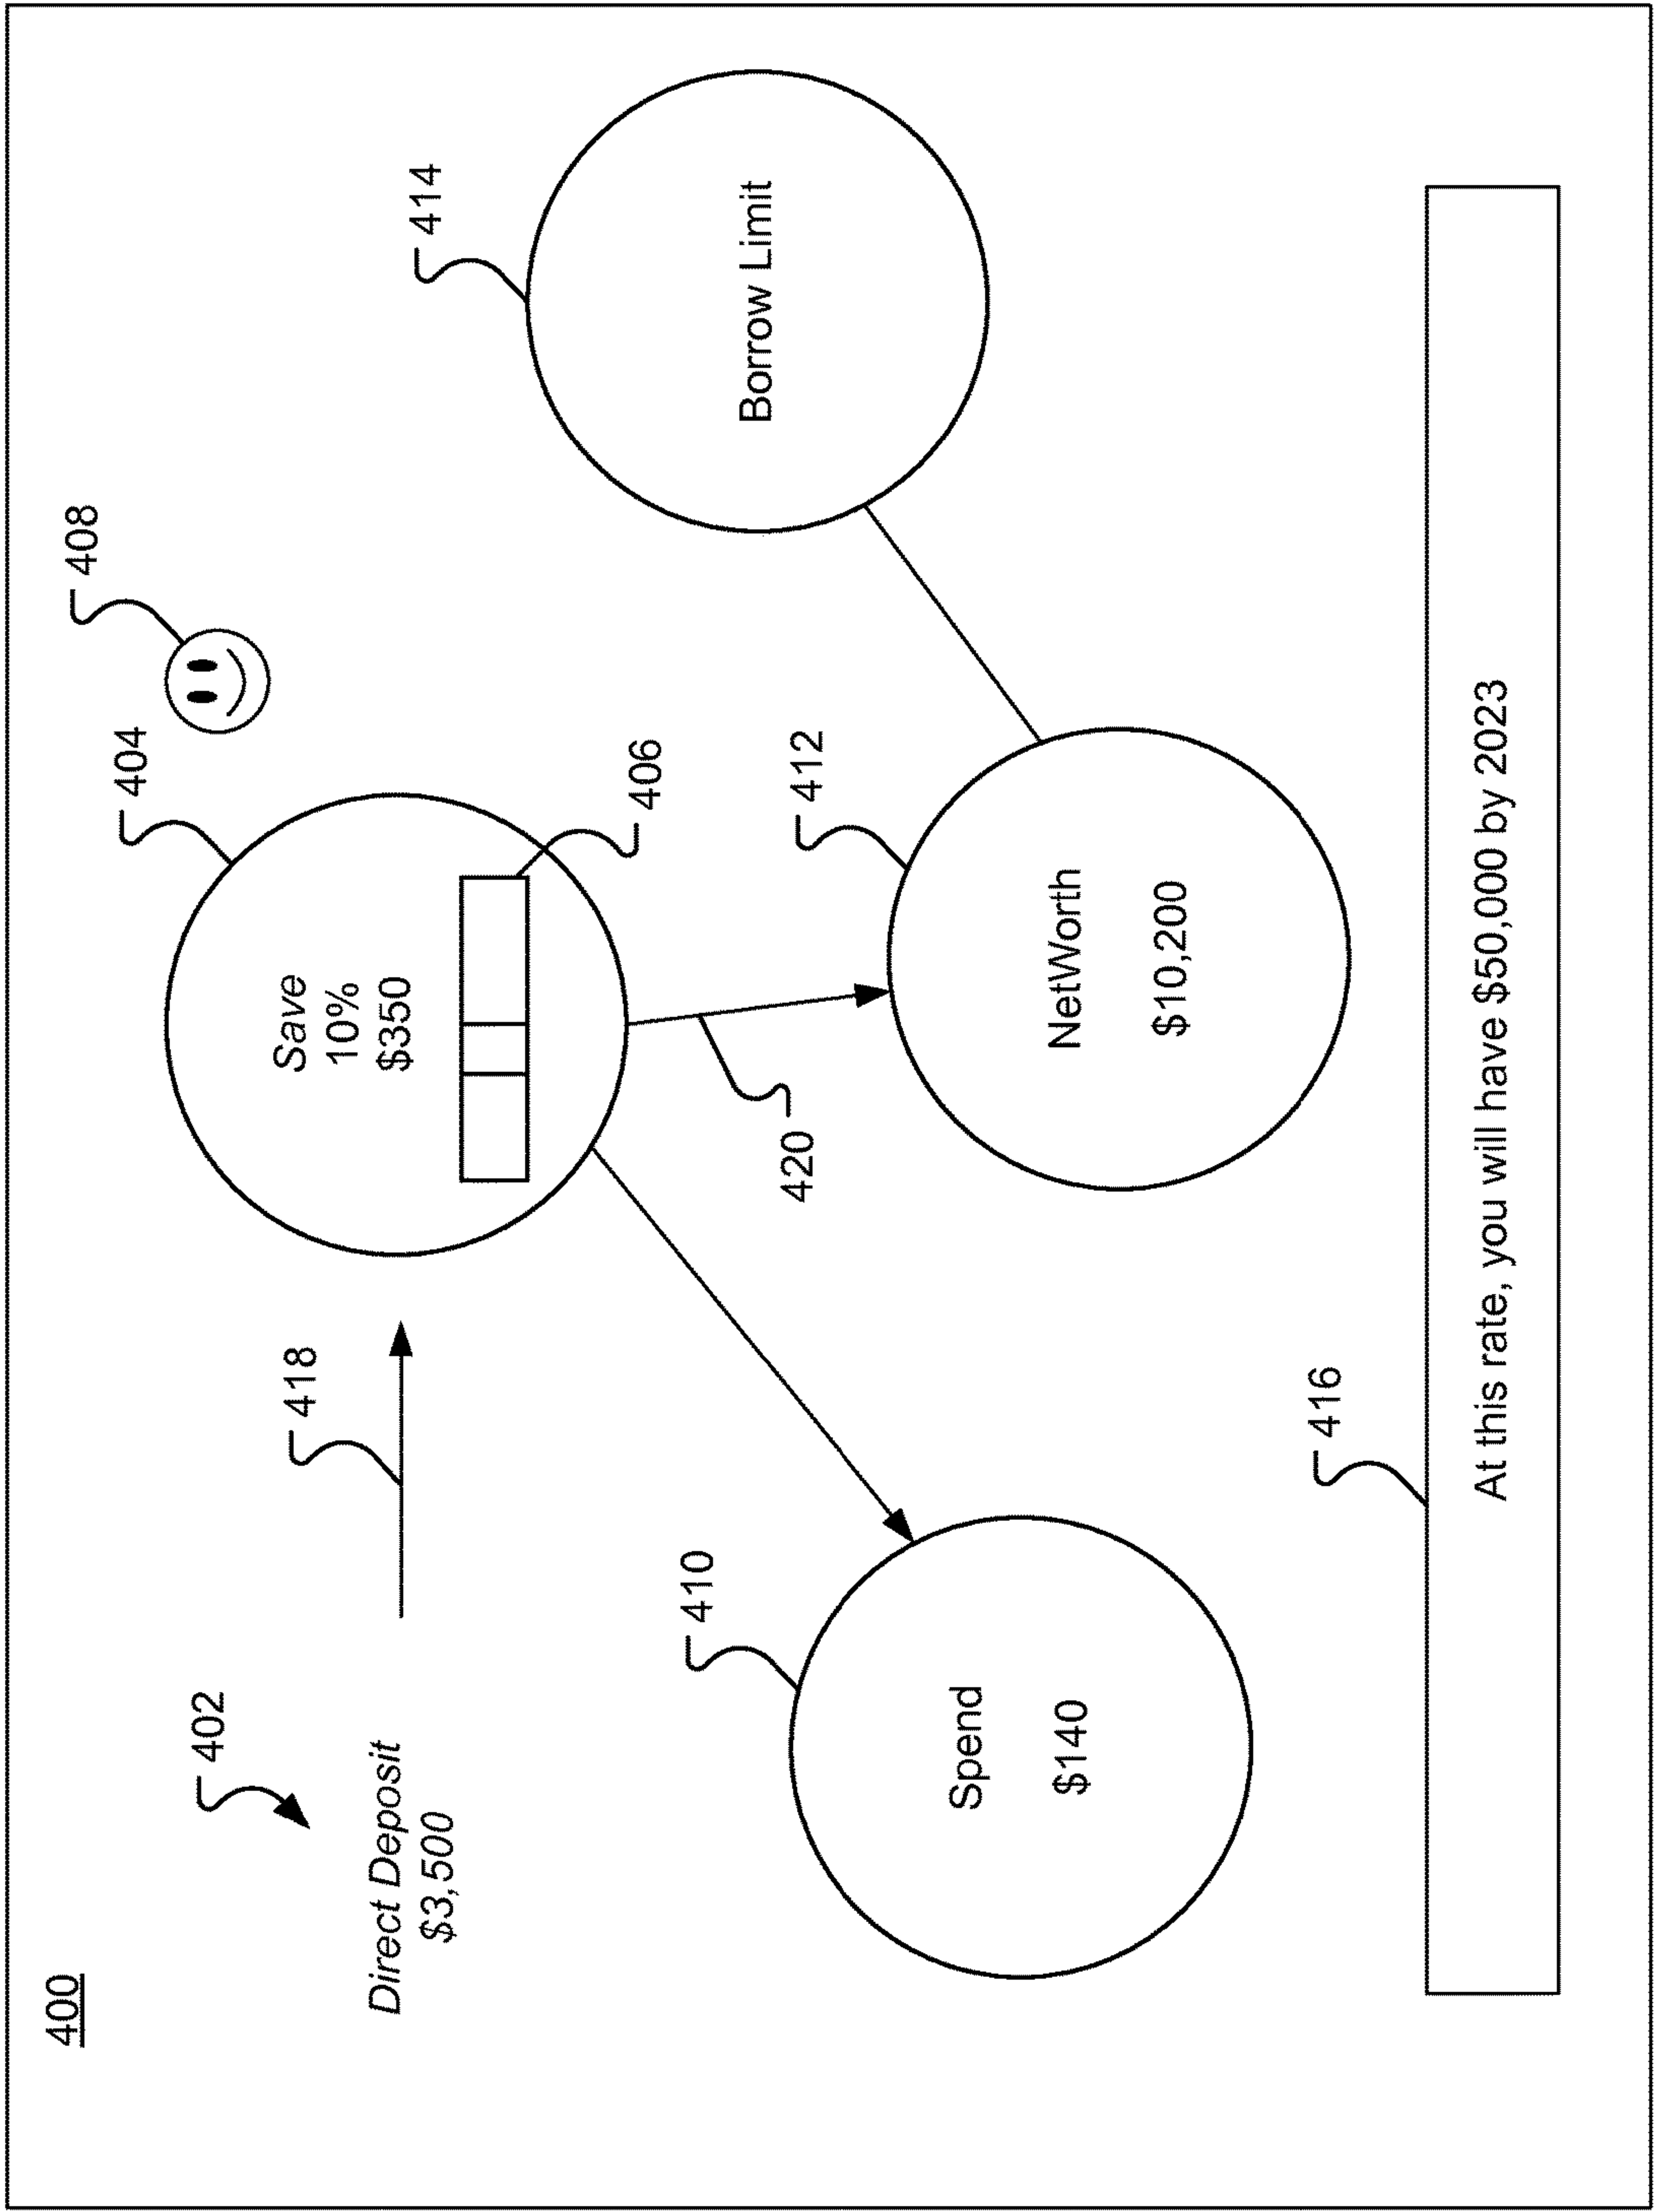 400
402
Direct Deposit
$3,500
418
404
Save
10%
$350
406
408
410
Spend
$140
420
412
NetWorth
$10,200
414
Borrow Limit
416
At this rate, you will have $50,000 by 2023